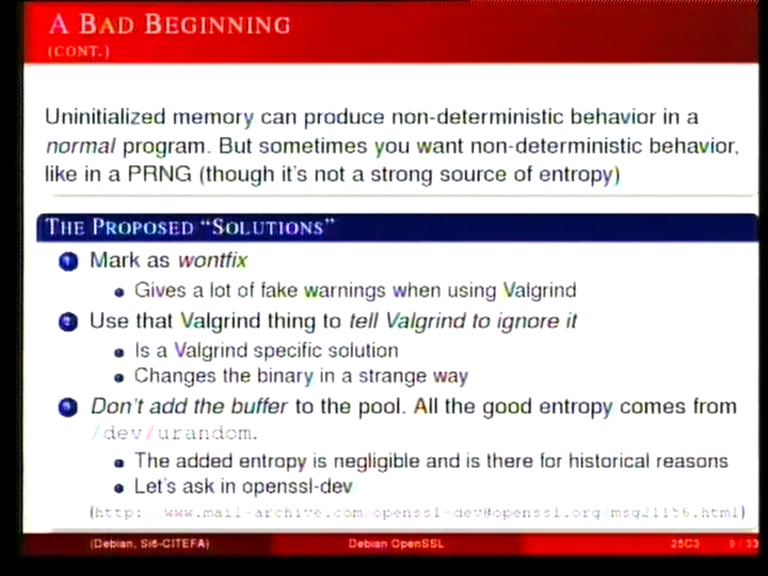 A BAD BEGINNING
(CONT.)
Uninitialized memory can produce non-deterministic behavior in a
normal program. But sometimes you want non-deterministic behavior,
like in a PRNG (though it's not a strong source of entropy)
THE PROPOSED “SOLUTIONS”
1 Mark as wontfix
Gives a lot of fake warnings when using Valgrind
2 Use that Valgrind thing to tell Valgrind to ignore it
Is a Valgrind specific solution
Changes the binary in a strange way
3 Don't add the buffer to the pool. All the good entropy comes from
/dev/urandom.
The added entropy is negligible and is there for historical reasons
Let's ask in openssl-dev
(http://www.mail-archive.com/openssl-dev@openssl.org/msg21156.html)
(Debian, Si6-CITEFA) Debian OpenSSL 25C3 9 / 33